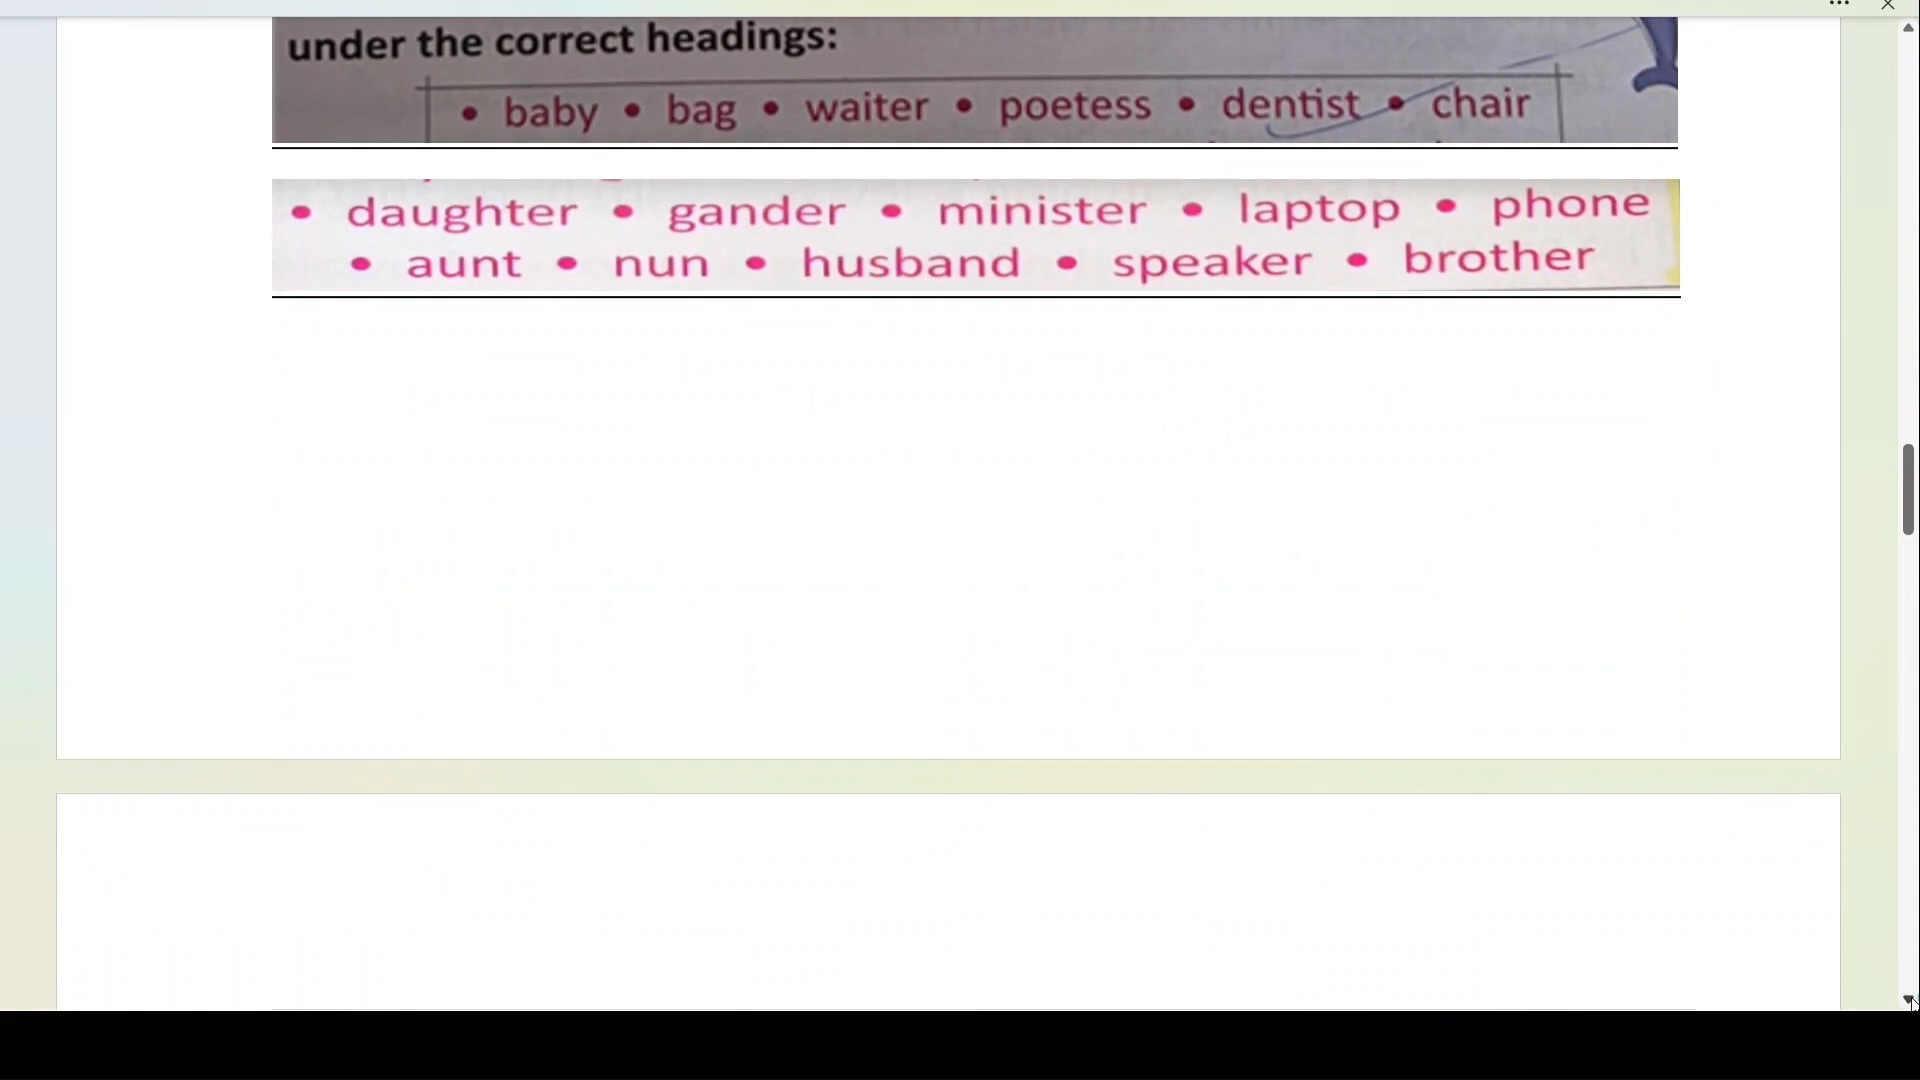 under the correct headings:
• baby • bag • waiter • poetess • dentist • chair
• daughter • gander • minister • laptop • phone
• aunt • nun • husband • speaker • brother